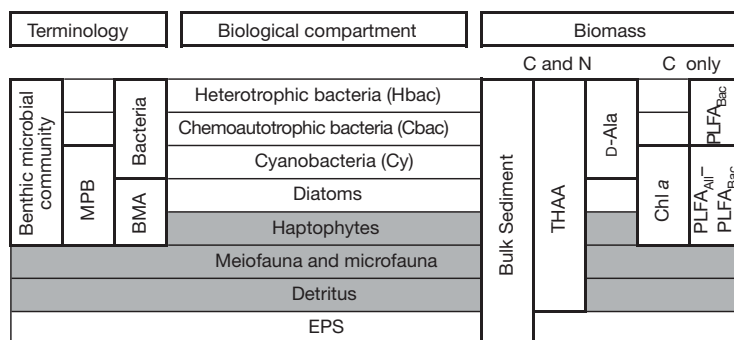 Terminology
Biological compartment
Biomass
C and N
C only
Benthic microbial
community
MPB
Bacteria
BMA
Heterotrophic bacteria (Hbac)
Chemoautotrophic bacteria (Cbac)
Cyanobacteria (Cy)
Diatoms
Haptophytes
Meiofauna and microfauna
Detritus
EPS
Bulk Sediment
THAA
D-Ala
Chl a
PLFABac
PLFAAll–
PLFABac